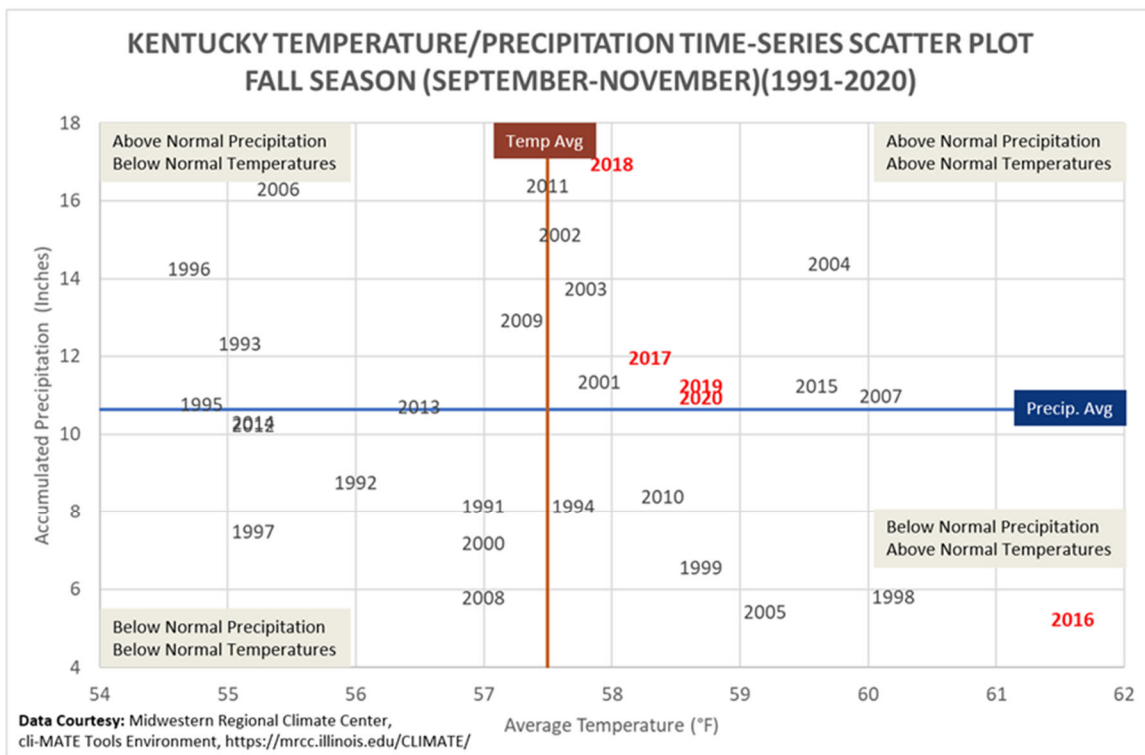 KENTUCKY TEMPERATURE/PRECIPITATION TIME-SERIES SCATTER PLOT
FALL SEASON (SEPTEMBER-NOVEMBER)(1991-2020)
Above Normal Precipitation
Below Normal Temperatures
Temp Avg
Above Normal Precipitation
Above Normal Temperatures
Accumulated Precipitation (Inches)
18
16
14
12
10
8
6
4
2018
2011
2006
2002
2004
1996
2003
2009
1993
2017
2001
2019
2020
2015
2007
1995
2013
Precip. Avg
2014
2012
1992
1991
1994
2010
1997
2000
1999
2008
2005
1998
2016
Below Normal Precipitation
Above Normal Temperatures
Below Normal Precipitation
Below Normal Temperatures
54
55
56
57
58
59
60
61
62
Average Temperature (°F)
Data Courtesy: Midwestern Regional Climate Center,
cli-MATE Tools Environment, https://mrcc.illinois.edu/CLIMATE/